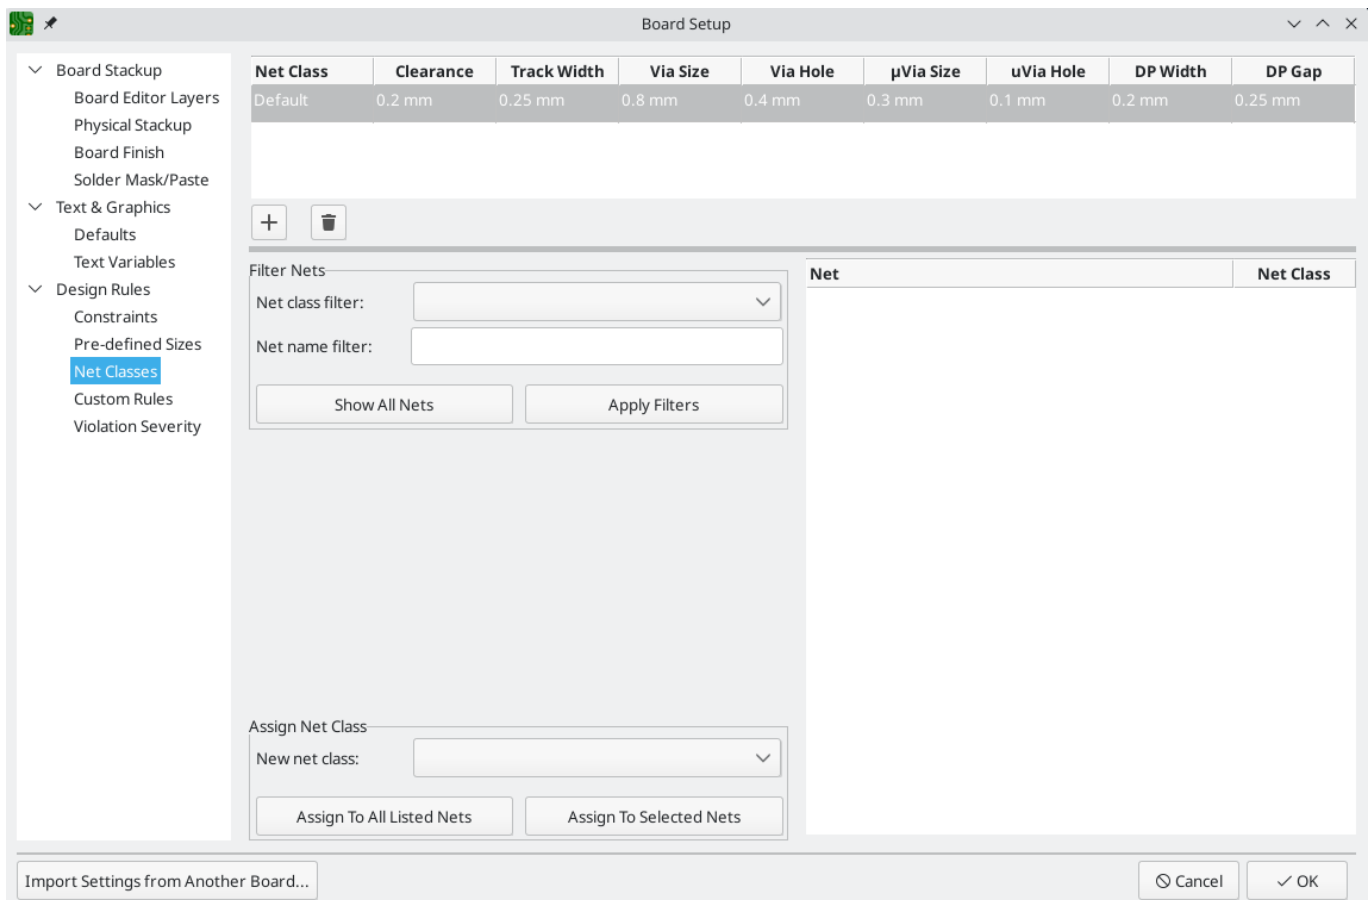 Board Setup
Board Stackup
Board Editor Layers
Physical Stackup
Board Finish
Solder Mask/Paste
Text & Graphics
Defaults
Text Variables
Design Rules
Constraints
Pre-defined Sizes
Net Classes
Custom Rules
Violation Severity
Net Class Clearance Track Width Via Size Via Hole µVia Size uVia Hole DP Width DP Gap
Default 0.2 mm 0.25 mm 0.8 mm 0.4 mm 0.3 mm 0.1 mm 0.2 mm 0.25 mm
Filter Nets
Net class filter:
Net name filter:
Show All Nets Apply Filters
Net Net Class
Assign Net Class
New net class:
Assign To All Listed Nets Assign To Selected Nets
Import Settings from Another Board... Cancel OK